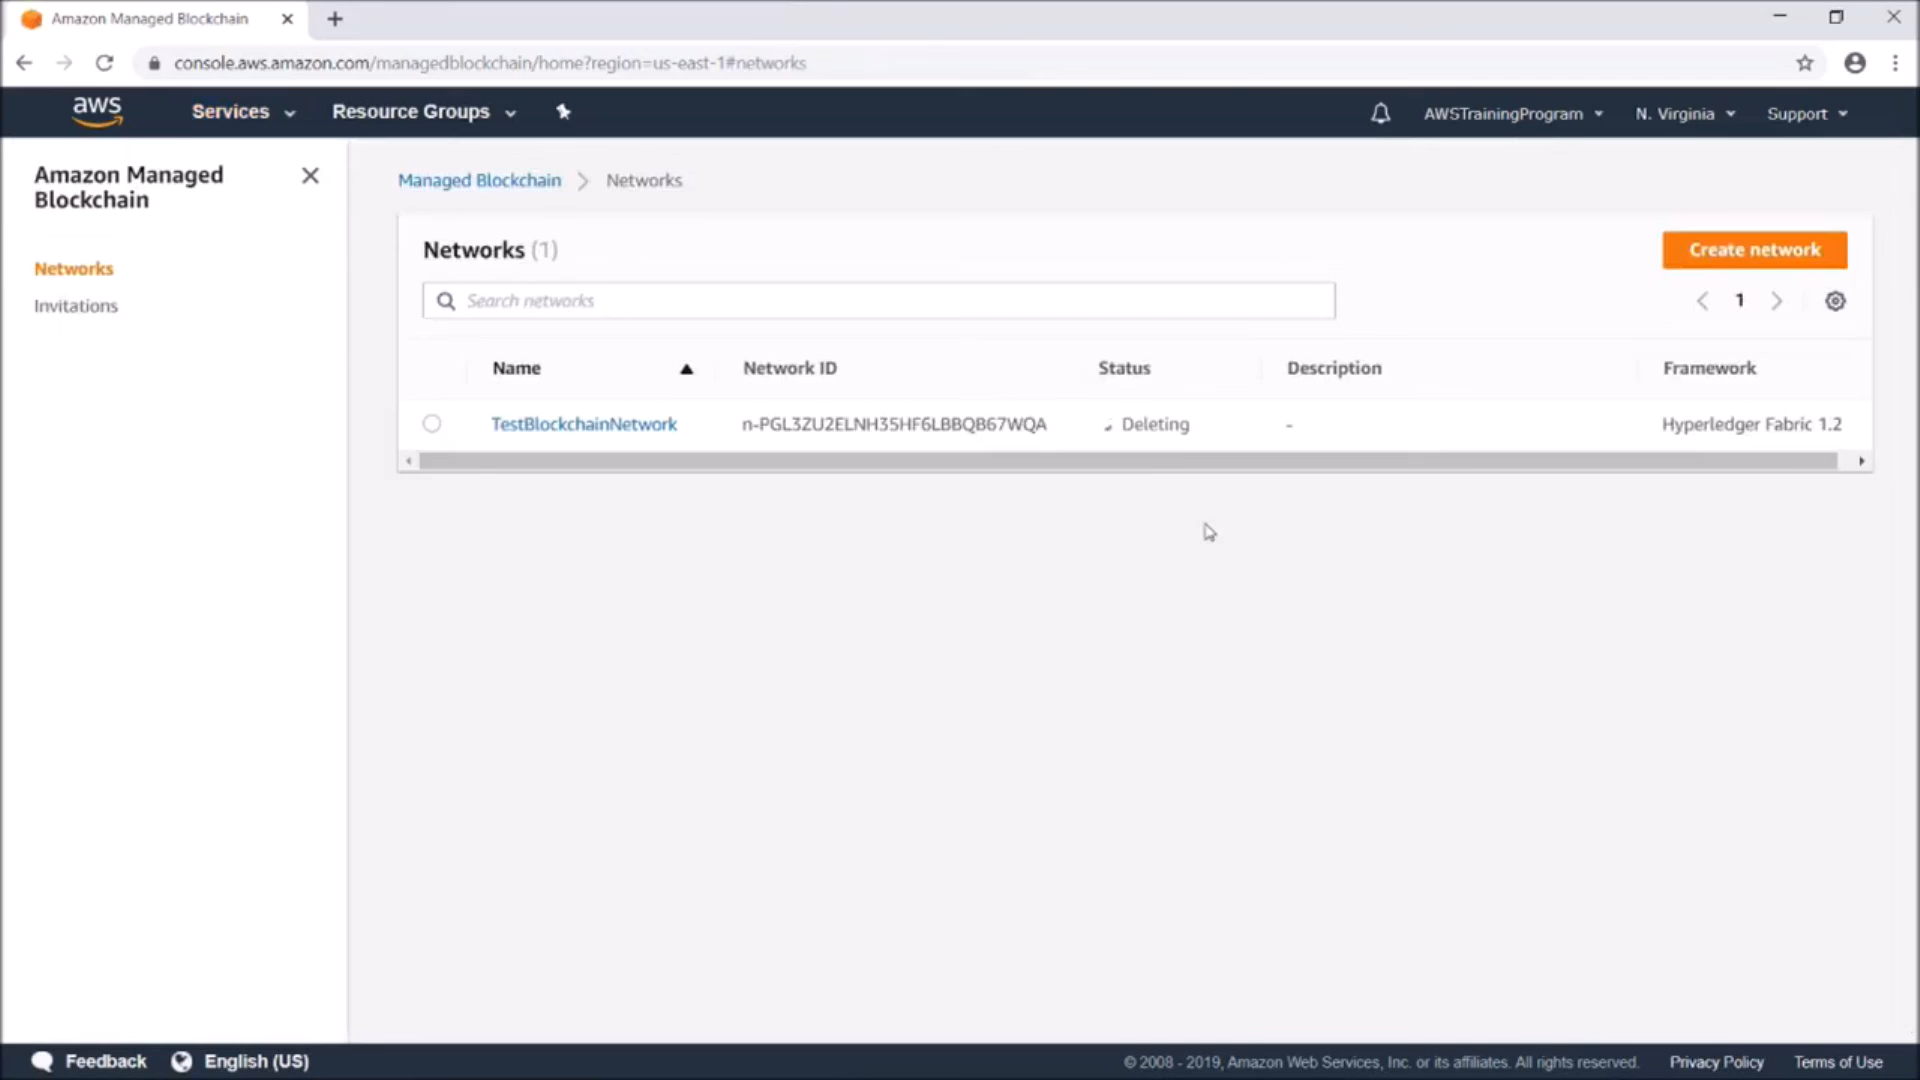 Amazon Managed Blockchain
console.aws.amazon.com/managedblockchain/home?region=us-east-1#networks
aws Services Resource Groups AWSTrainingProgram N. Virginia Support
Amazon Managed
Blockchain
Networks
Invitations
Managed Blockchain > Networks
Networks (1)
Create network
Search networks
1
Name Network ID Status Description Framework
TestBlockchainNetwork n-PGL3ZU2ELNH35HF6LBBQB67WQA Deleting - Hyperledger Fabric 1.2
Feedback English (US) © 2008 - 2019, Amazon Web Services, Inc. or its affiliates. All rights reserved. Privacy Policy Terms of Use